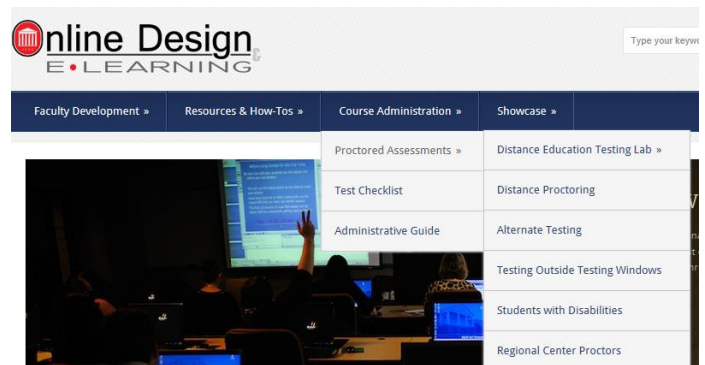 Online Design &
E•LEARNING
Type your keywo
Faculty Development »
Resources & How-Tos »
Course Administration »
Showcase »
Proctored Assessments »
Test Checklist
Administrative Guide
Distance Education Testing Lab »
Distance Proctoring
Alternate Testing
Testing Outside Testing Windows
Students with Disabilities
Regional Center Proctors